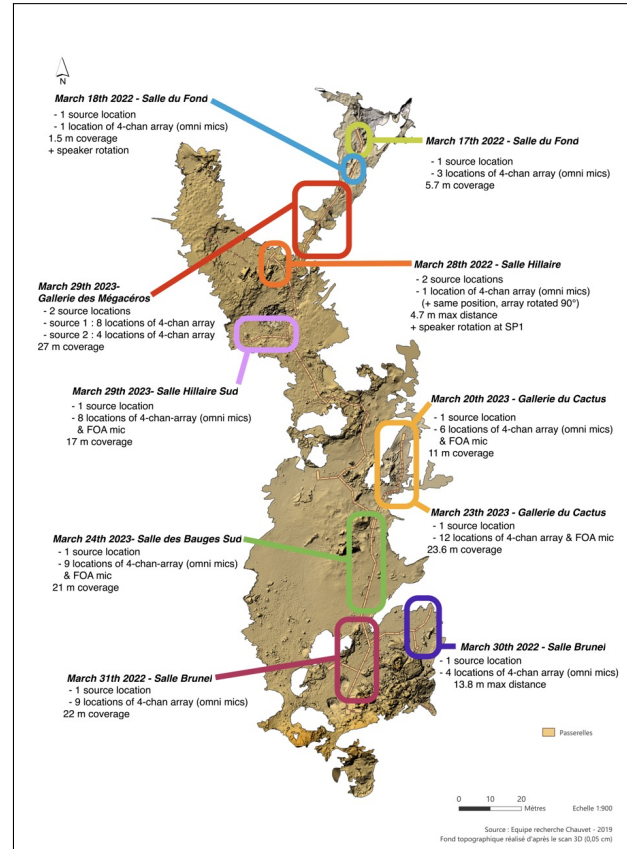 N
March 18th 2022 - Salle du Fond
- 1 source location
- 1 location of 4-chan array (omni mics)
1.5 m coverage
+ speaker rotation
March 17th 2022 - Salle du Fond
- 1 source location
- 3 locations of 4-chan array (omni mics)
5.7 m coverage
March 28th 2022 - Salle Hillaire
- 2 source locations
- 1 location of 4-chan array (omni mics)
(+ same position, array rotated 90°)
4.7 m max distance
+ speaker rotation at SP1
March 29th 2023-
Gallerie des Mégacéros
- 2 source locations
- source 1 : 8 locations of 4-chan array
- source 2 : 4 locations of 4-chan array
27 m coverage
March 29th 2023- Salle Hillaire Sud
- 1 source location
- 8 locations of 4-chan-array (omni mics)
& FOA mic
17 m coverage
March 20th 2023 - Gallerie du Cactus
- 1 source location
- 6 locations of 4-chan array (omni mics)
& FOA mic
11 m coverage
March 23th 2023 - Gallerie du Cactus
- 1 source location
- 12 locations of 4-chan array & FOA mic
23.6 m coverage
March 24th 2023- Salle des Bauges Sud
- 1 source location
- 9 locations of 4-chan-array (omni mics)
& FOA mic
21 m coverage
March 30th 2022 - Salle Brunel
- 1 source location
- 4 locations of 4-chan array (omni mics)
13.8 m max distance
March 31th 2022 - Salle Brunel
- 1 source location
- 9 locations of 4-chan array (omni mics)
22 m coverage
Passerelles
0 10 20
Mètres Echelle 1:900
Source : Equipe recherche Chauvet - 2019
Fond topographique réalisé d'après le scan 3D (0,05 cm)